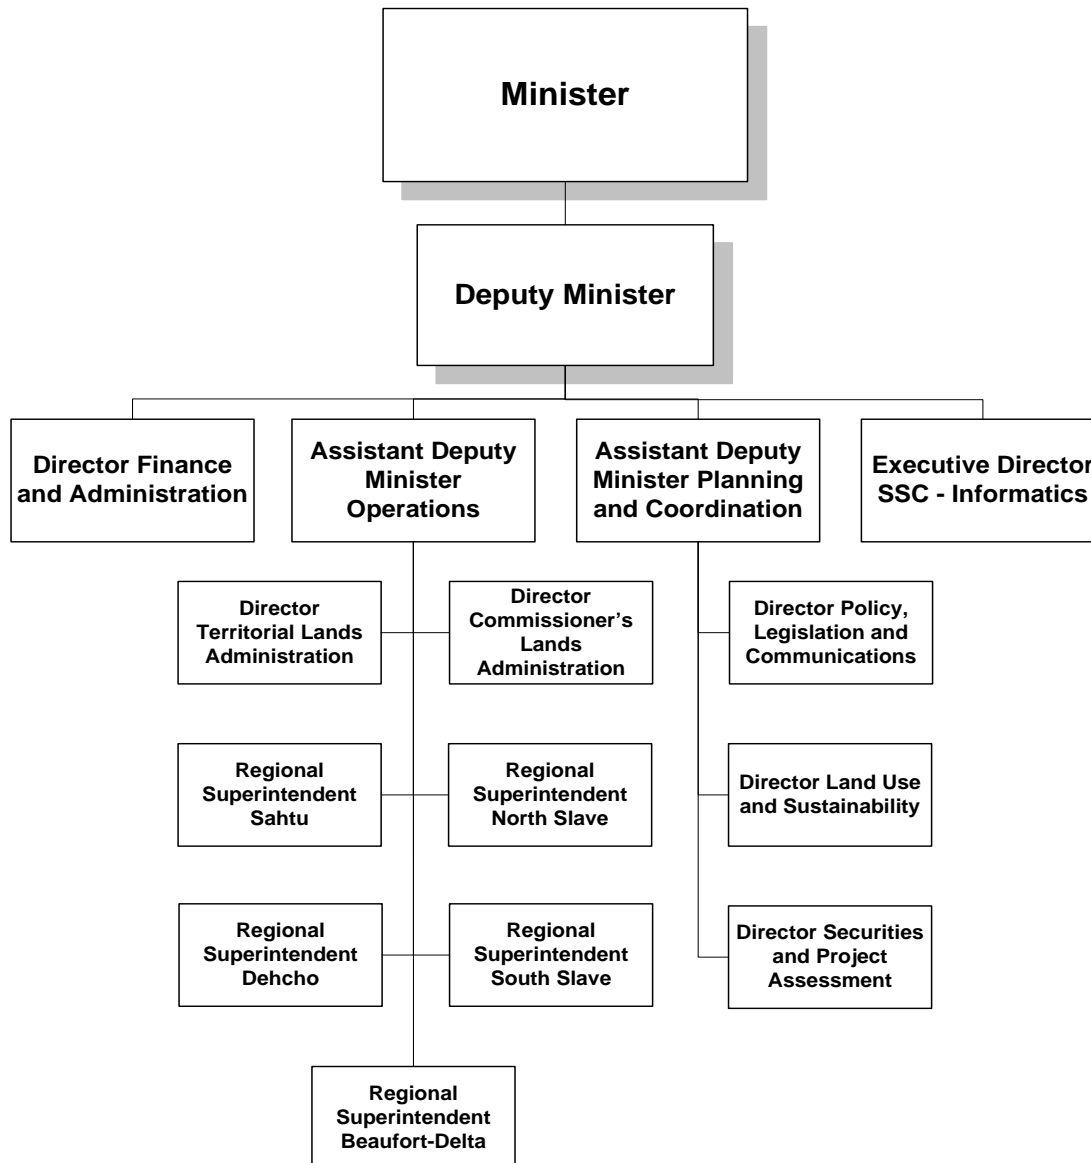 Minister
Deputy Minister
Director Finance
and Administration
Assistant Deputy
Minister
Operations
Assistant Deputy
Minister Planning
and Coordination
Executive Director
SSC - Informatics
Director
Territorial Lands
Administration
Director
Commissioner's
Lands
Administration
Director Policy,
Legislation and
Communications
Regional
Superintendent
Sahtu
Regional
Superintendent
North Slave
Director Land Use
and Sustainability
Regional
Superintendent
Dehcho
Regional
Superintendent
South Slave
Director Securities
and Project
Assessment
Regional
Superintendent
Beaufort-Delta